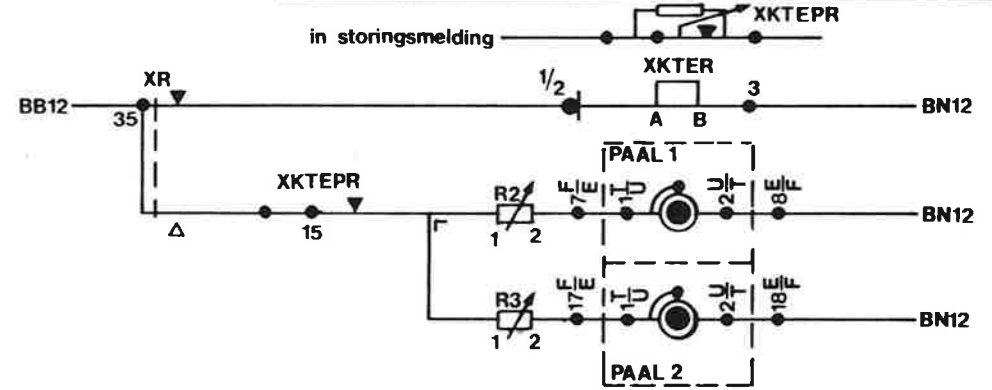 XKTEPR
in storingsmelding
XKTER
XR
1/2
3
BB12
BN12
35
A B
PAAL 1
XKTEPR
R2
7 F/E
1 T/U
2 U/T
8 E/F
Δ
15
1 2
BN12
R3
17 F/E
1 T/U
2 U/T
18 E/F
1 2
BN12
PAAL 2